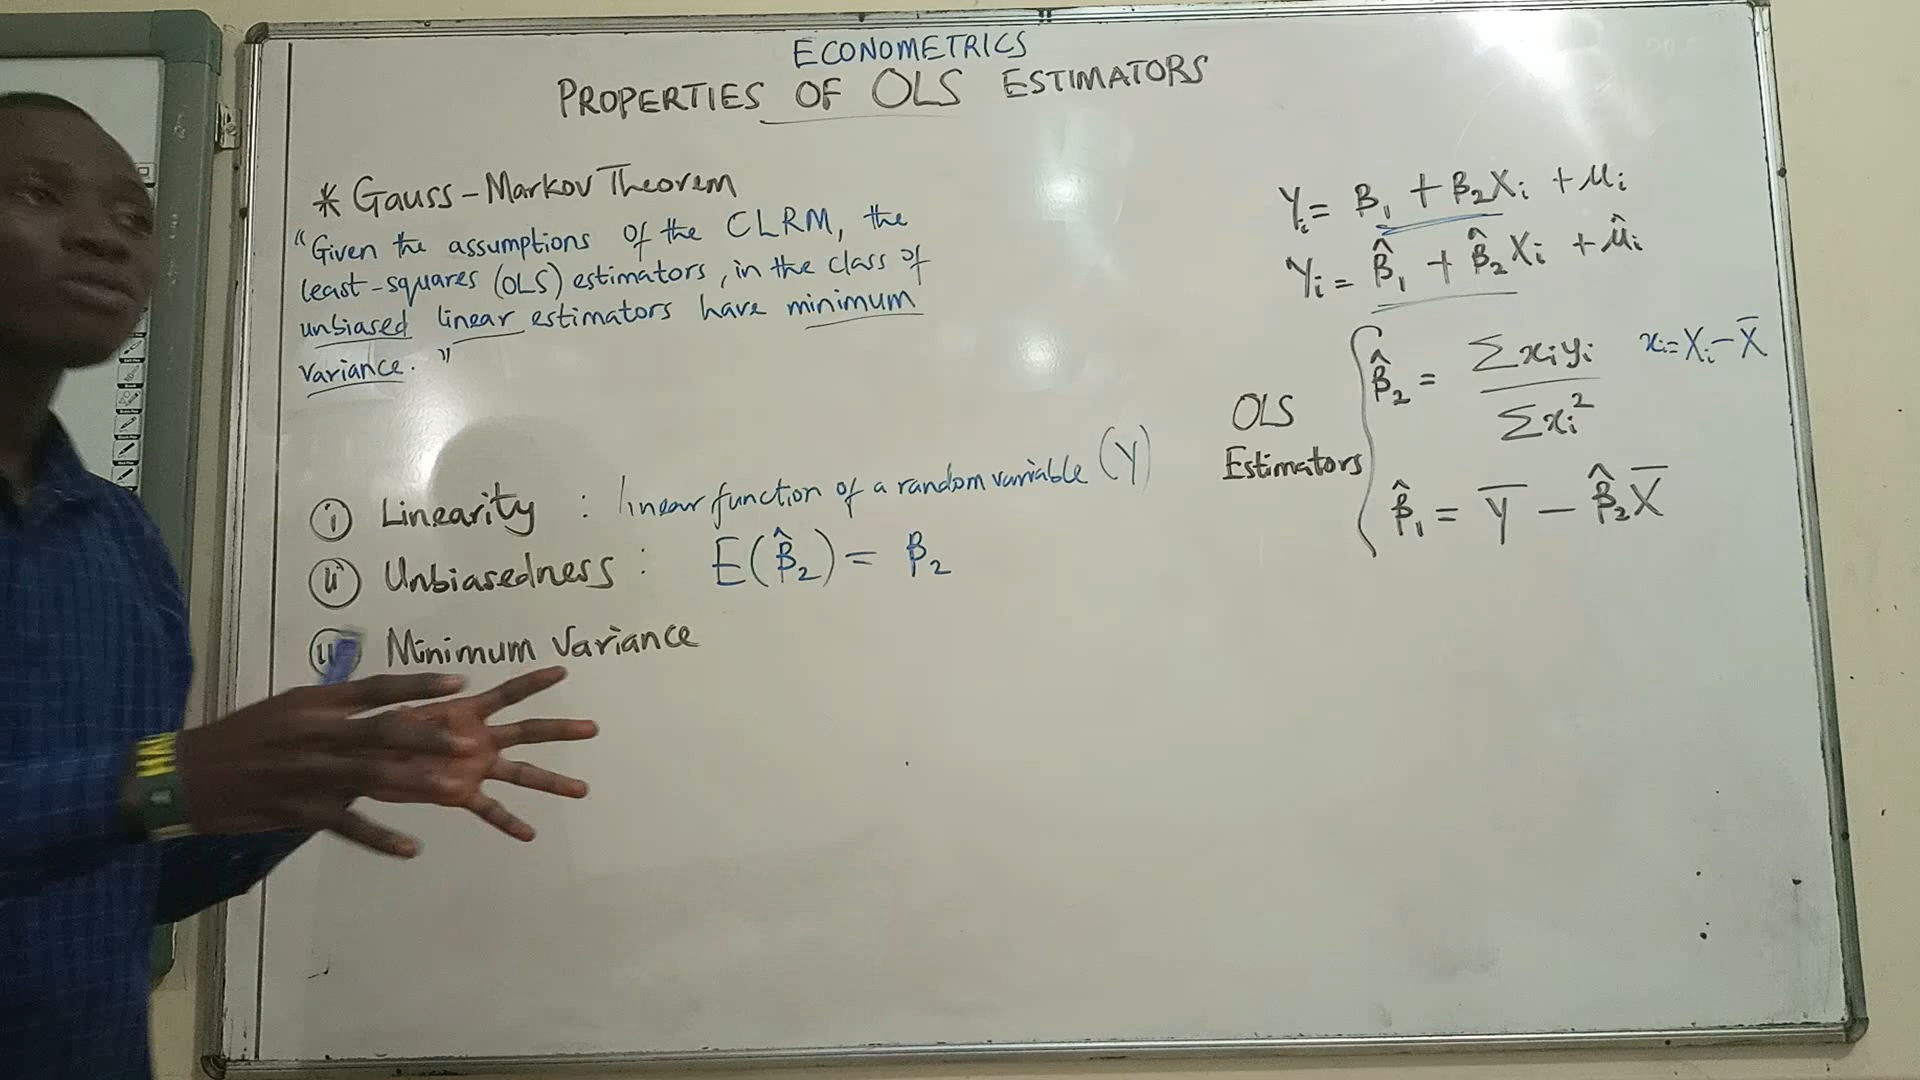 ECONOMETRICS
PROPERTIES OF OLS ESTIMATORS
* Gauss-Markov Theorem
"Given the assumptions of the CLRM, the
least-squares (OLS) estimators, in the class of
unbiased linear estimators have minimum
variance."
(i) Linearity : linear function of a random variable (Y)
(ii) Unbiasedness : E(β̂₂) = β₂
Minimum Variance
Yᵢ = β₁ + β₂Xᵢ + μᵢ
Yᵢ = β̂₁ + β̂₂Xᵢ + μ̂ᵢ
OLS
Estimators
β̂₂ = Σxᵢyᵢ / Σxᵢ² xᵢ = Xᵢ − X̄
β̂₁ = Ȳ − β̂₂X̄